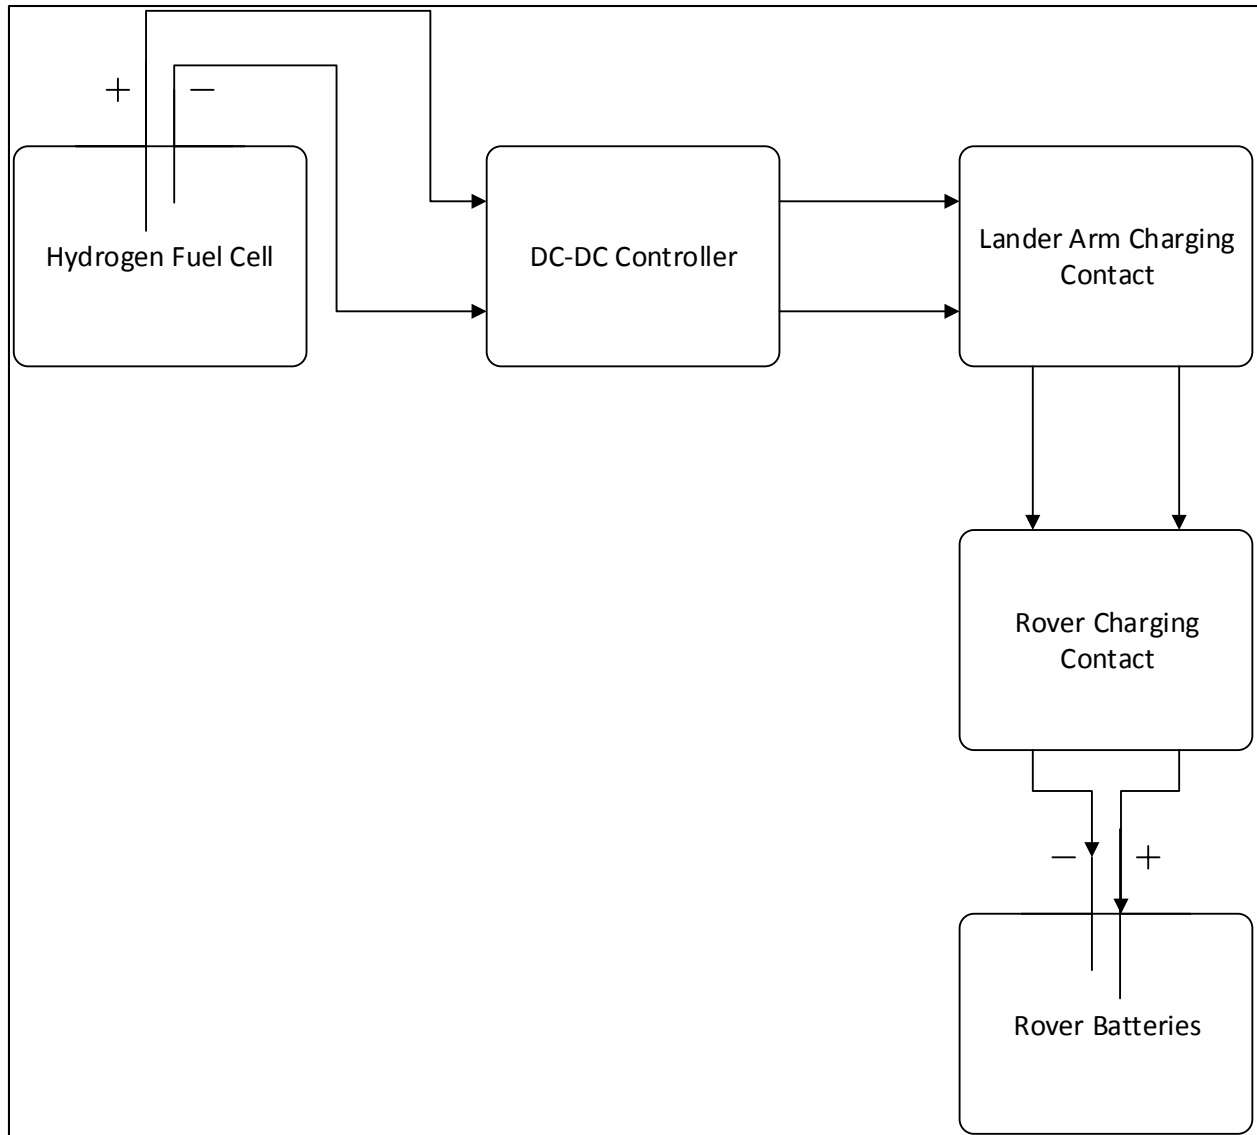 + −
Hydrogen Fuel Cell
DC-DC Controller
Lander Arm Charging
Contact
Rover Charging
Contact
− +
Rover Batteries